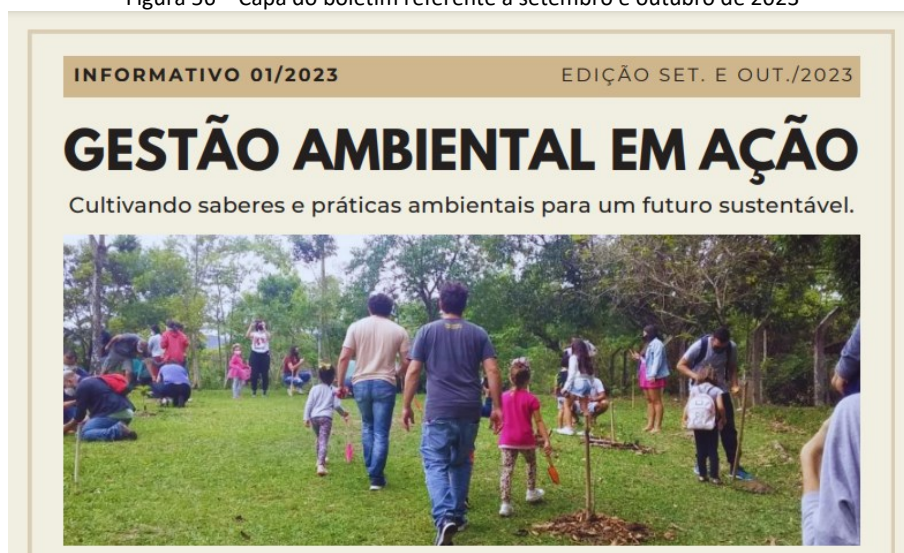 Figura 56 – Capa do boletim referente a setembro e outubro de 2023
INFORMATIVO 01/2023
EDIÇÃO SET. E OUT./2023
GESTÃO AMBIENTAL EM AÇÃO
Cultivando saberes e práticas ambientais para um futuro sustentável.